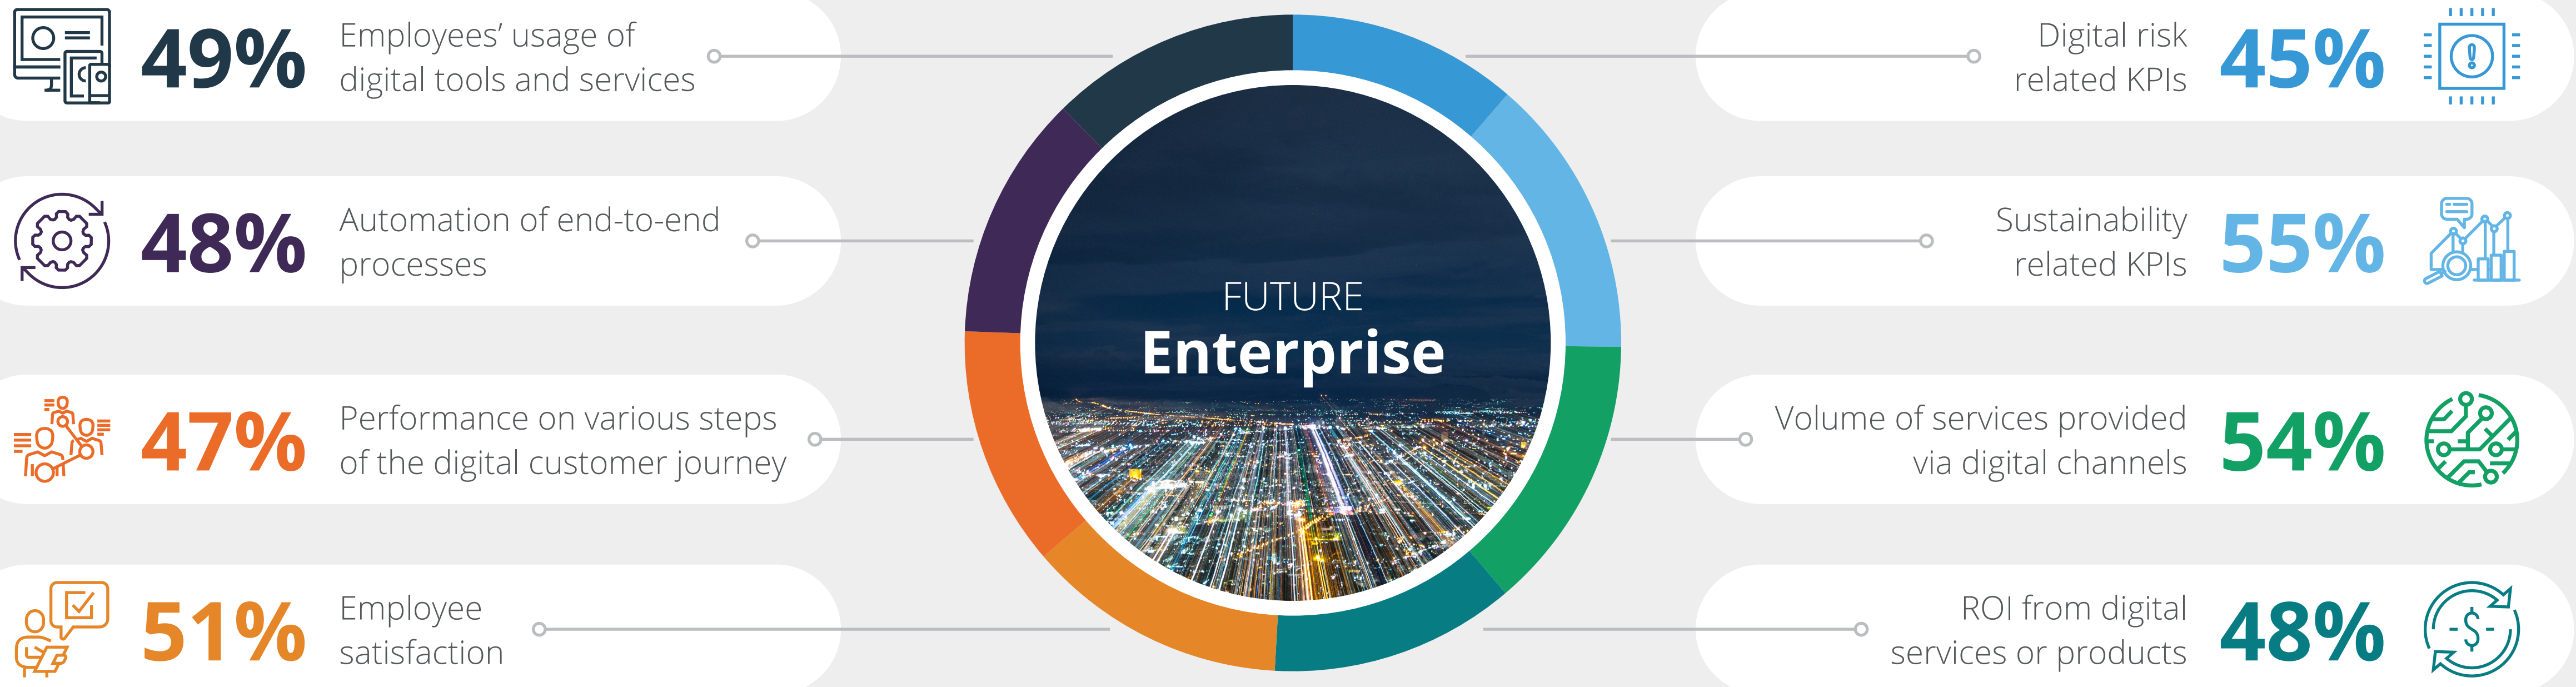 49%
Employees’ usage of
digital tools and services
48%
Automation of end-to-end
processes
47%
Performance on various steps
of the digital customer journey
51%
Employee
satisfaction
FUTURE
Enterprise
Digital risk
related KPIs
45%
Sustainability
related KPIs
55%
Volume of services provided
via digital channels
54%
ROI from digital
services or products
48%